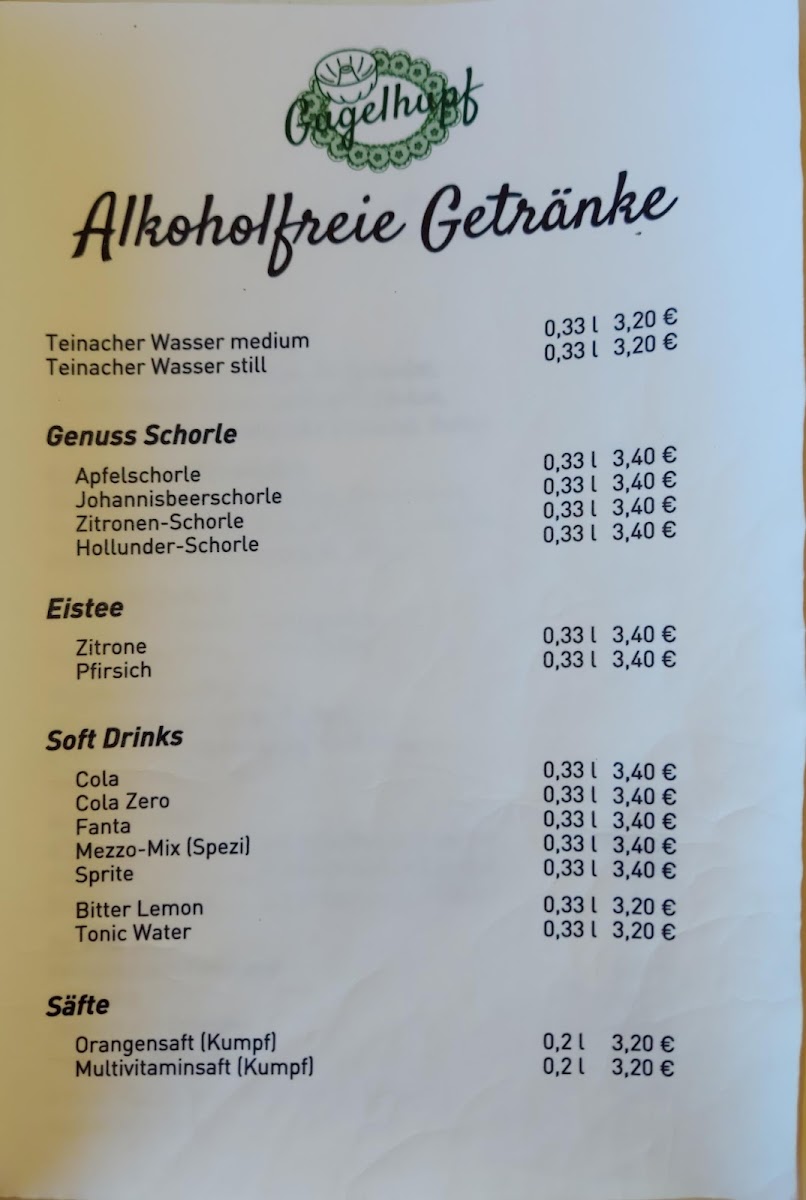 Gugelhupf
Alkoholfreie Getränke
Teinacher Wasser medium 0,33 l 3,20 €
Teinacher Wasser still 0,33 l 3,20 €
Genuss Schorle
Apfelschorle 0,33 l 3,40 €
Johannisbeerschorle 0,33 l 3,40 €
Zitronen-Schorle 0,33 l 3,40 €
Hollunder-Schorle 0,33 l 3,40 €
Eistee
Zitrone 0,33 l 3,40 €
Pfirsich 0,33 l 3,40 €
Soft Drinks
Cola 0,33 l 3,40 €
Cola Zero 0,33 l 3,40 €
Fanta 0,33 l 3,40 €
Mezzo-Mix (Spezi) 0,33 l 3,40 €
Sprite 0,33 l 3,40 €
Bitter Lemon 0,33 l 3,20 €
Tonic Water 0,33 l 3,20 €
Säfte
Orangensaft (Kumpf) 0,2 l 3,20 €
Multivitaminsaft (Kumpf) 0,2 l 3,20 €